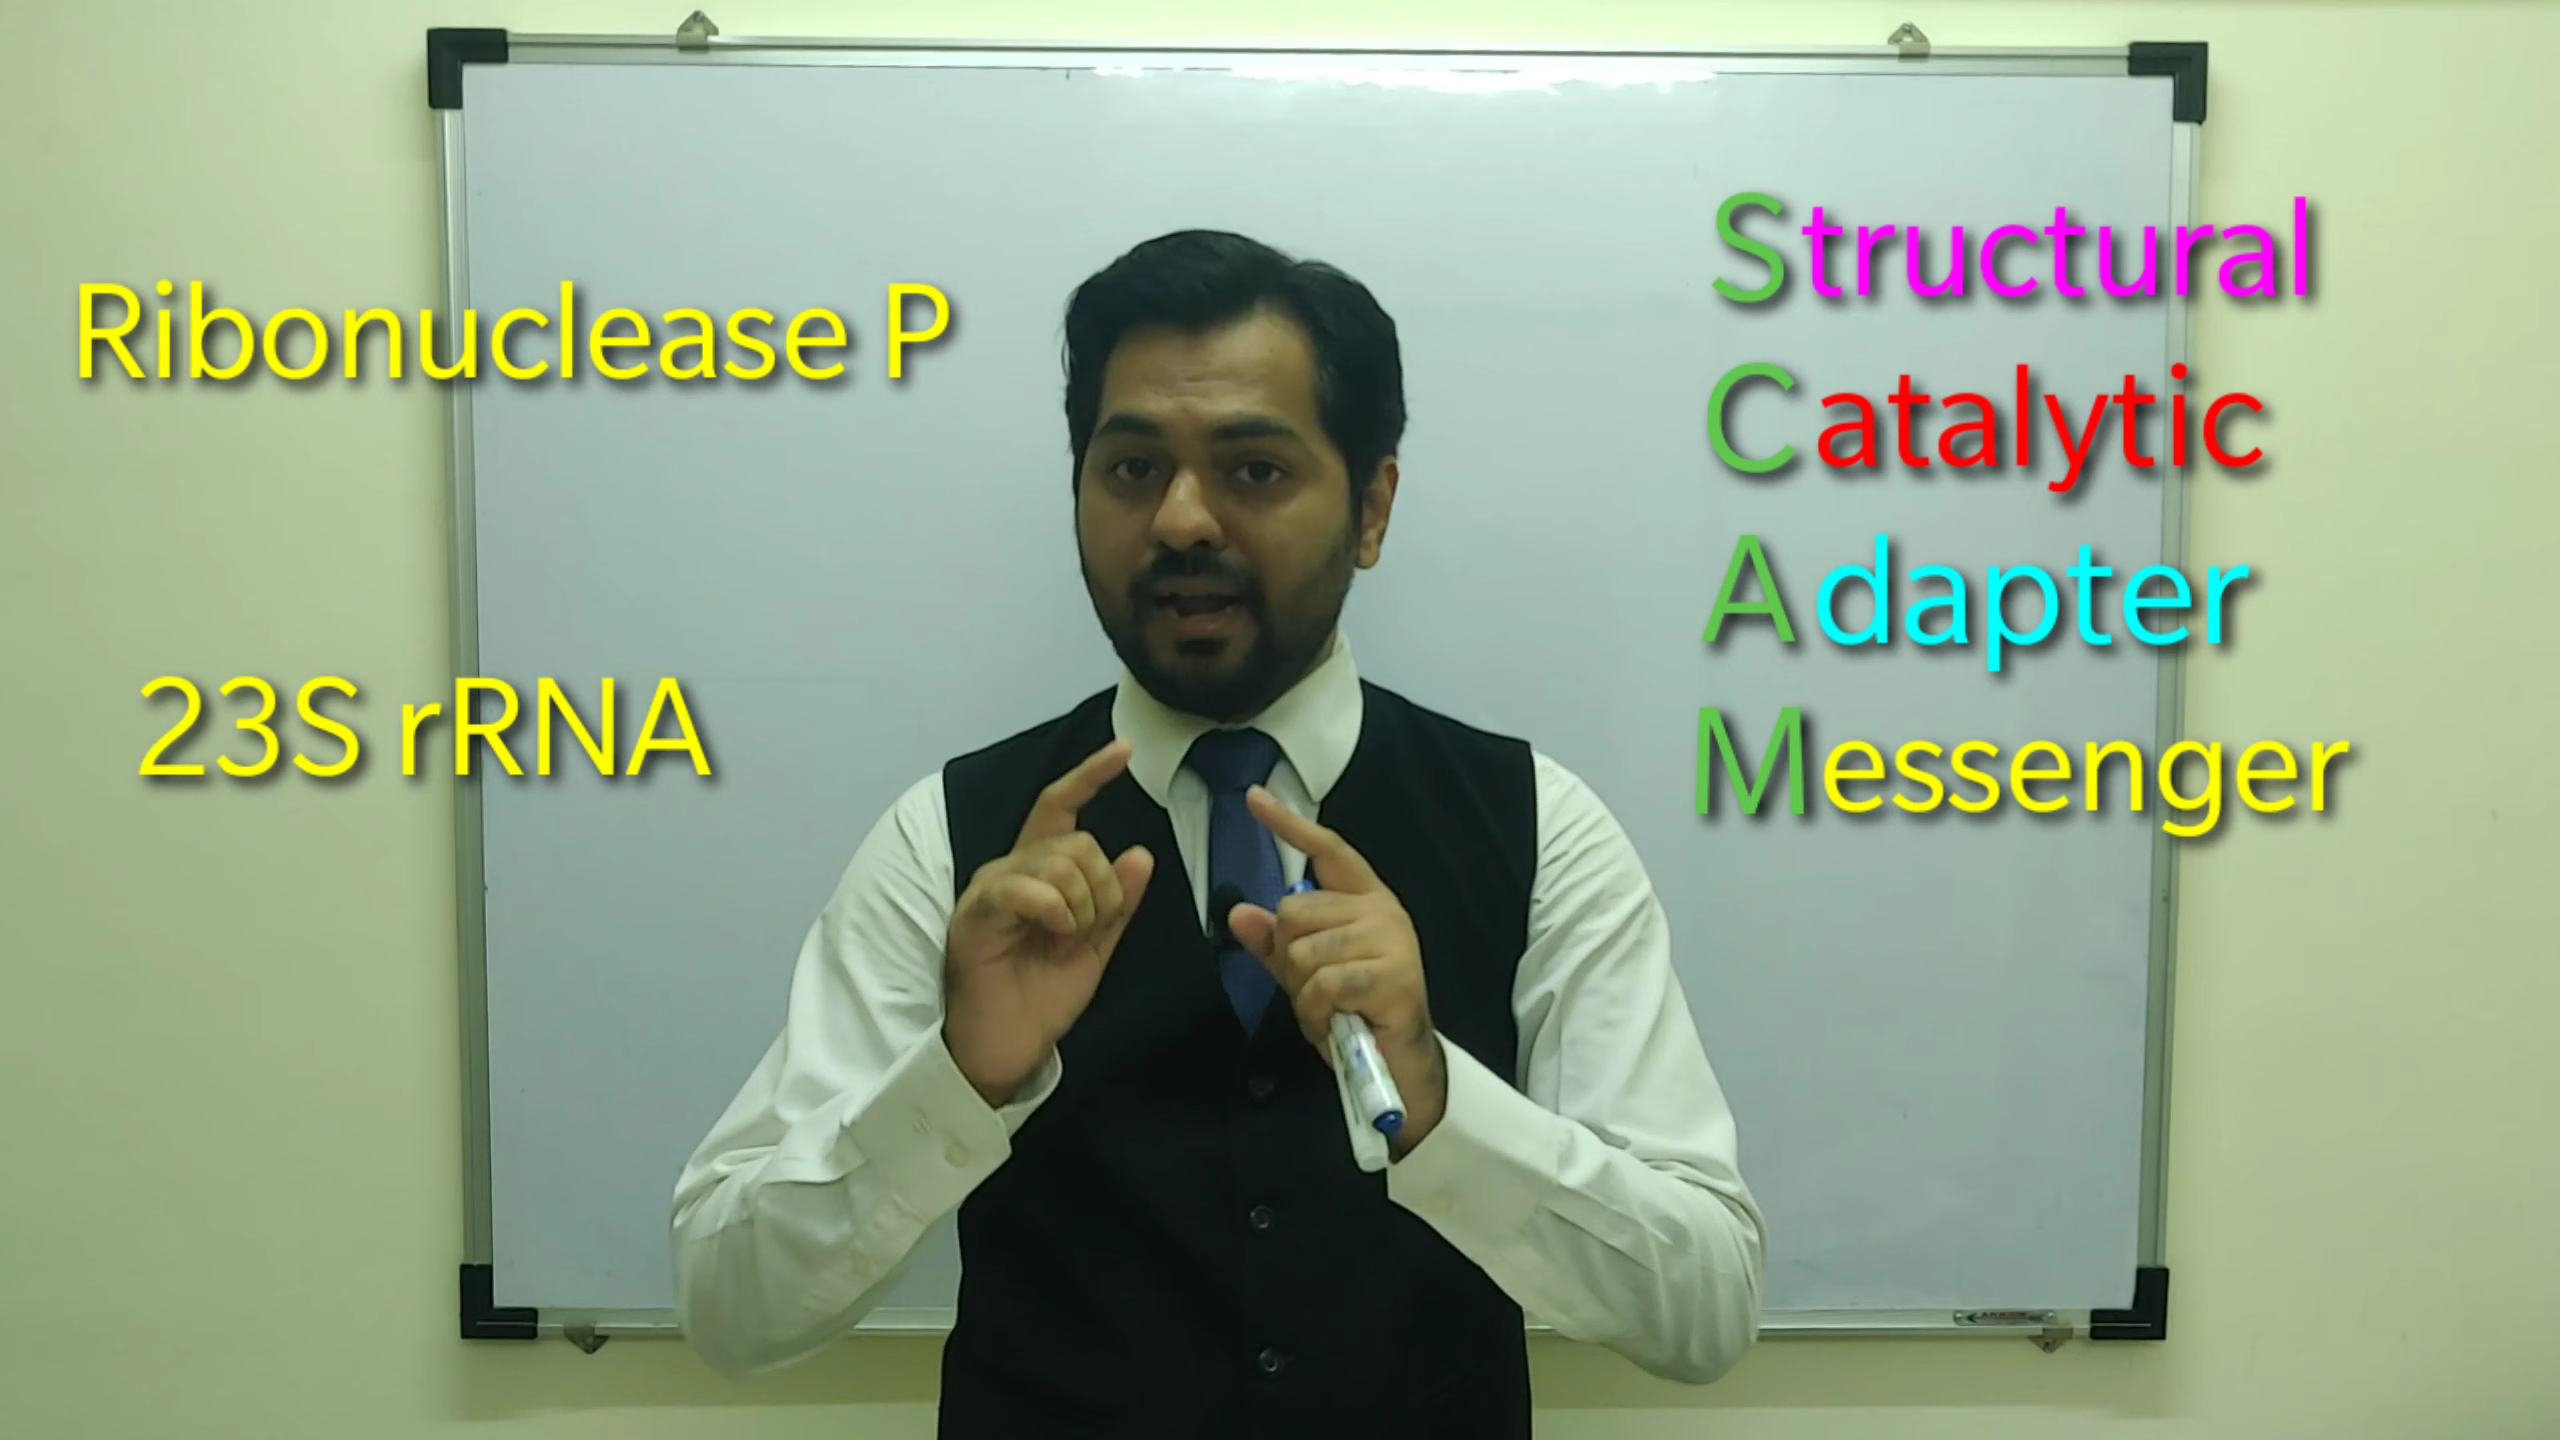 Ribonuclease P
23S rRNA
Structural
Catalytic
Adapter
Messenger